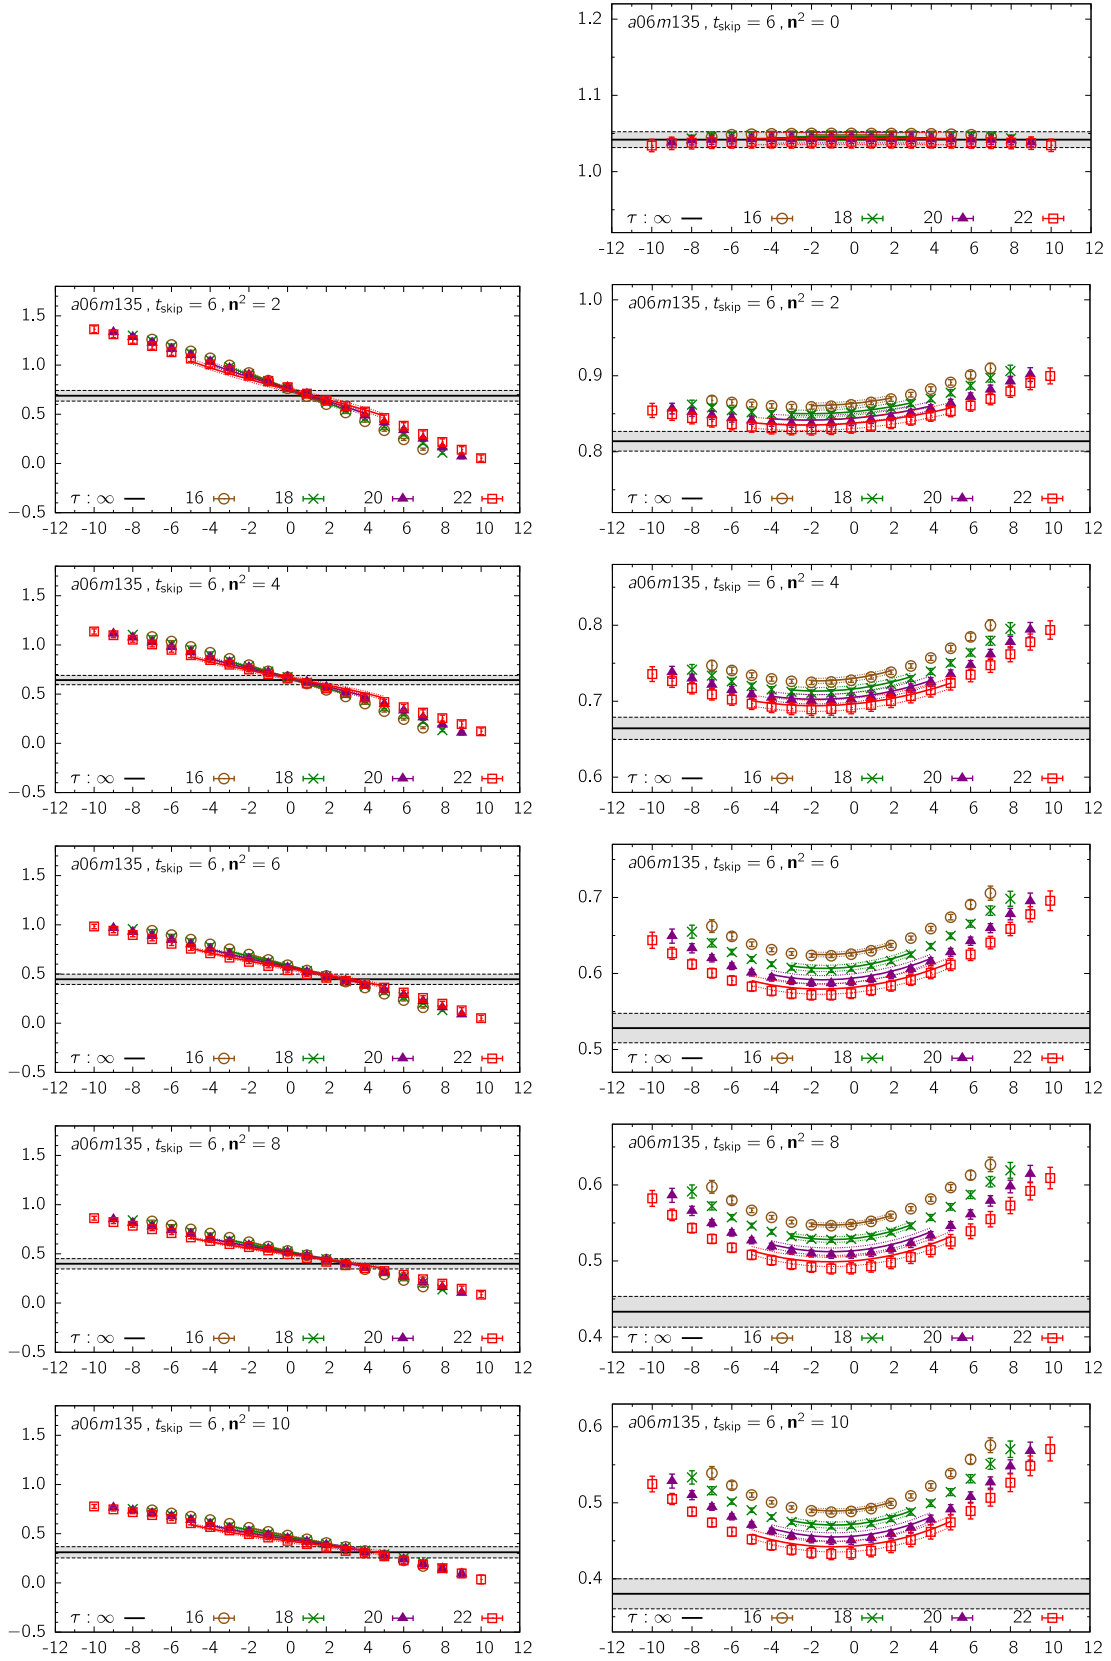 a06m135, t_skip = 6, n² = 0
1.2
1.1
1.0
τ : ∞ 16 18 20 22
-12 -10 -8 -6 -4 -2 0 2 4 6 8 10 12
a06m135, t_skip = 6, n² = 2
1.5
1.0
0.5
0.0
−0.5
τ : ∞ 16 18 20 22
-12 -10 -8 -6 -4 -2 0 2 4 6 8 10 12
a06m135, t_skip = 6, n² = 2
1.0
0.9
0.8
τ : ∞ 16 18 20 22
-12 -10 -8 -6 -4 -2 0 2 4 6 8 10 12
a06m135, t_skip = 6, n² = 4
1.5
1.0
0.5
0.0
−0.5
τ : ∞ 16 18 20 22
-12 -10 -8 -6 -4 -2 0 2 4 6 8 10 12
a06m135, t_skip = 6, n² = 4
0.8
0.7
0.6
τ : ∞ 16 18 20 22
-12 -10 -8 -6 -4 -2 0 2 4 6 8 10 12
a06m135, t_skip = 6, n² = 6
1.5
1.0
0.5
0.0
−0.5
τ : ∞ 16 18 20 22
-12 -10 -8 -6 -4 -2 0 2 4 6 8 10 12
a06m135, t_skip = 6, n² = 6
0.7
0.6
0.5
τ : ∞ 16 18 20 22
-12 -10 -8 -6 -4 -2 0 2 4 6 8 10 12
a06m135, t_skip = 6, n² = 8
1.5
1.0
0.5
0.0
−0.5
τ : ∞ 16 18 20 22
-12 -10 -8 -6 -4 -2 0 2 4 6 8 10 12
a06m135, t_skip = 6, n² = 8
0.6
0.5
0.4
τ : ∞ 16 18 20 22
-12 -10 -8 -6 -4 -2 0 2 4 6 8 10 12
a06m135, t_skip = 6, n² = 10
1.5
1.0
0.5
0.0
−0.5
τ : ∞ 16 18 20 22
-12 -10 -8 -6 -4 -2 0 2 4 6 8 10 12
a06m135, t_skip = 6, n² = 10
0.6
0.5
0.4
τ : ∞ 16 18 20 22
-12 -10 -8 -6 -4 -2 0 2 4 6 8 10 12